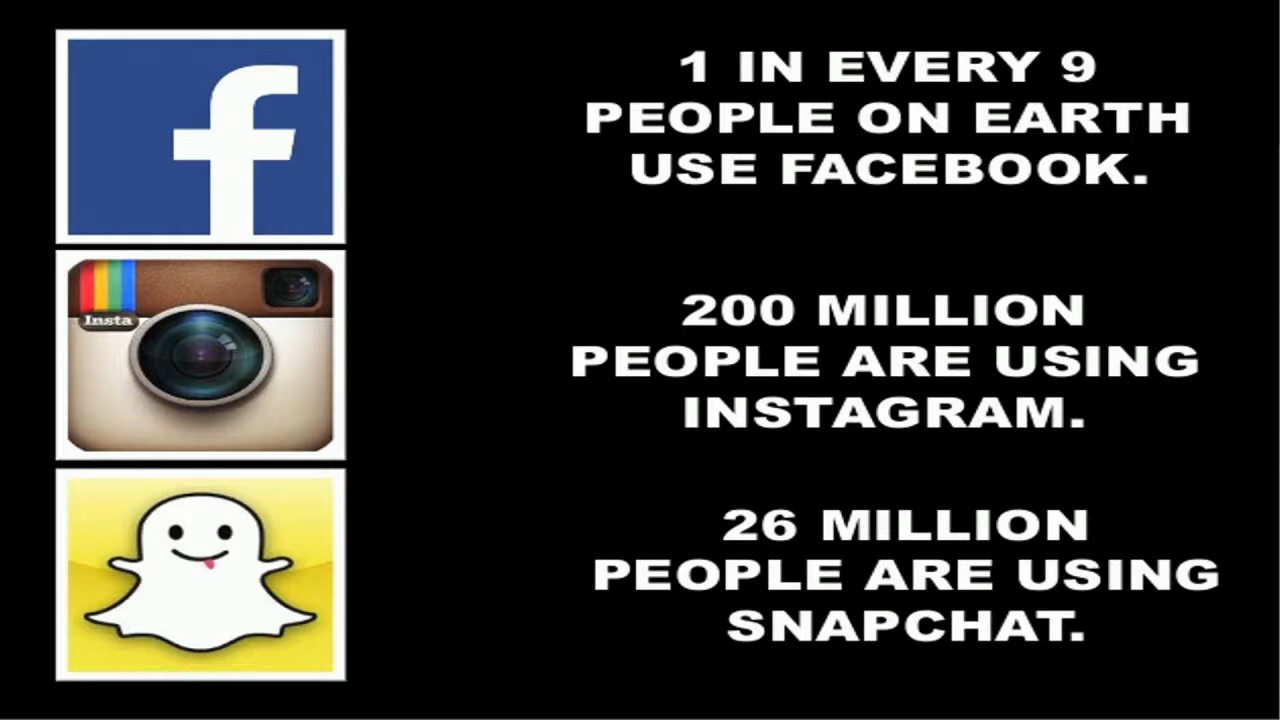 1 IN EVERY 9
PEOPLE ON EARTH
USE FACEBOOK.
Insta
200 MILLION
PEOPLE ARE USING
INSTAGRAM.
26 MILLION
PEOPLE ARE USING
SNAPCHAT.